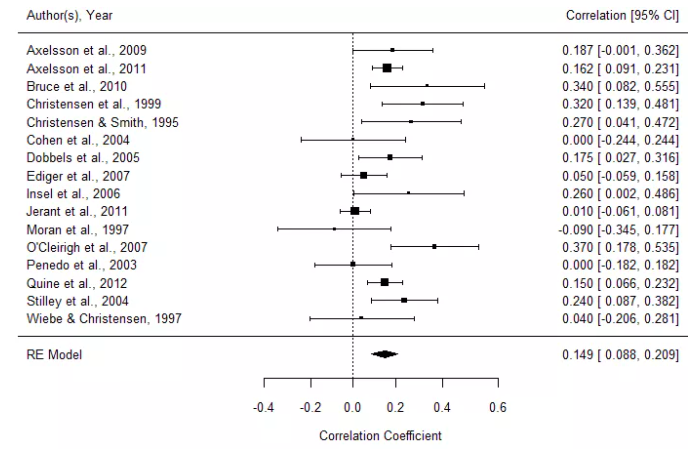 Author(s), Year Correlation [95% CI]
Axelsson et al., 2009 0.187 [-0.001, 0.362]
Axelsson et al., 2011 0.162 [ 0.091, 0.231]
Bruce et al., 2010 0.340 [ 0.082, 0.555]
Christensen et al., 1999 0.320 [ 0.139, 0.481]
Christensen & Smith, 1995 0.270 [ 0.041, 0.472]
Cohen et al., 2004 0.000 [-0.244, 0.244]
Dobbels et al., 2005 0.175 [ 0.027, 0.316]
Ediger et al., 2007 0.050 [-0.059, 0.158]
Insel et al., 2006 0.260 [ 0.002, 0.486]
Jerant et al., 2011 0.010 [-0.061, 0.081]
Moran et al., 1997 -0.090 [-0.345, 0.177]
O'Cleirigh et al., 2007 0.370 [ 0.178, 0.535]
Penedo et al., 2003 0.000 [-0.182, 0.182]
Quine et al., 2012 0.150 [ 0.066, 0.232]
Stilley et al., 2004 0.240 [ 0.087, 0.382]
Wiebe & Christensen, 1997 0.040 [-0.206, 0.281]
RE Model 0.149 [ 0.088, 0.209]
-0.4 -0.2 0.0 0.2 0.4 0.6
Correlation Coefficient